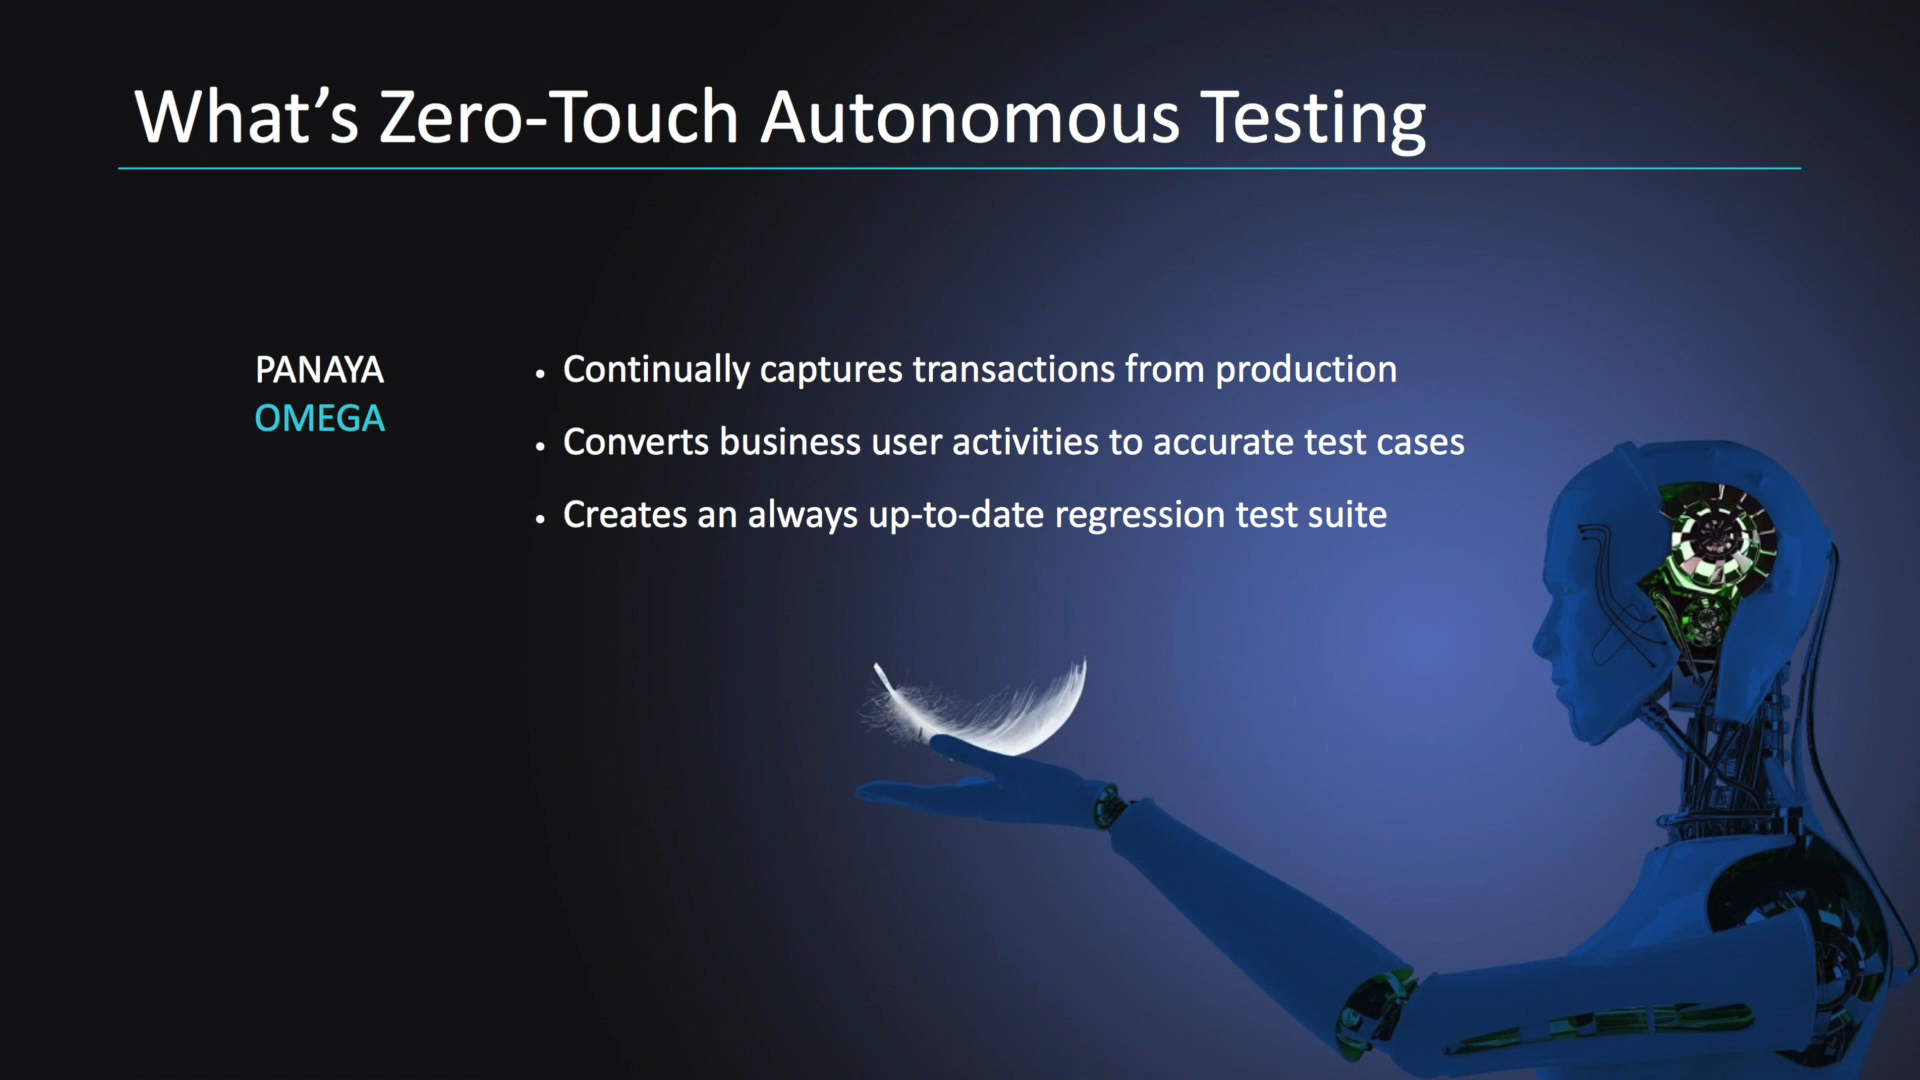 What’s Zero-Touch Autonomous Testing
PANAYA
OMEGA
• Continually captures transactions from production
• Converts business user activities to accurate test cases
• Creates an always up-to-date regression test suite